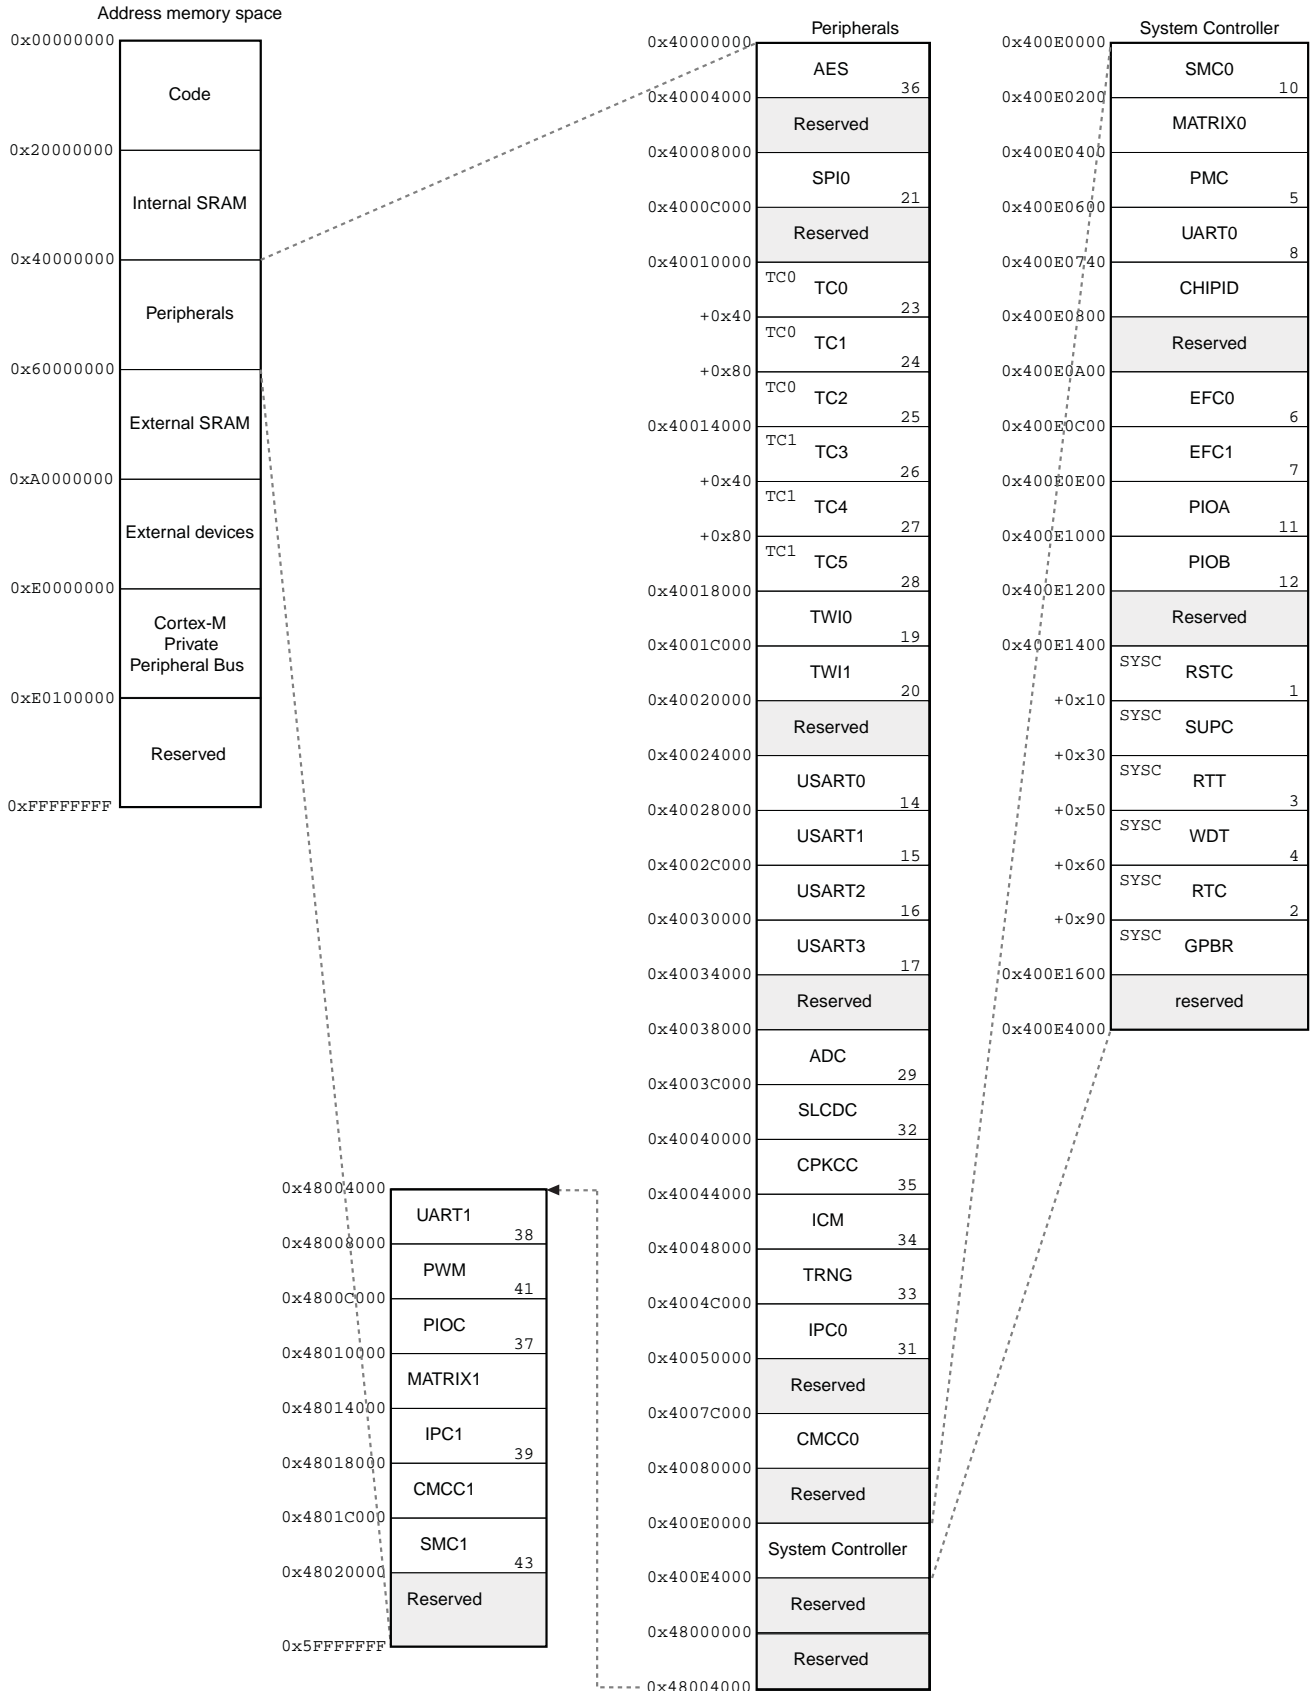 Address memory space
0x00000000
Code
0x20000000
Internal SRAM
0x40000000
Peripherals
0x60000000
External SRAM
0xA0000000
External devices
0xE0000000
Cortex-M
Private
Peripheral Bus
0xE0100000
Reserved
0xFFFFFFFF
0x48004000
UART1
38
0x48008000
PWM
41
0x4800C000
PIOC
37
0x48010000
MATRIX1
0x48014000
IPC1
39
0x48018000
CMCC1
0x4801C000
SMC1
43
0x48020000
Reserved
0x5FFFFFFF
Peripherals
0x40000000
AES
36
0x40004000
Reserved
0x40008000
SPI0
21
0x4000C000
Reserved
0x40010000
TC0 TC0
23
+0x40
TC0 TC1
24
+0x80
TC0 TC2
25
0x40014000
TC1 TC3
26
+0x40
TC1 TC4
27
+0x80
TC1 TC5
28
0x40018000
TWI0
19
0x4001C000
TWI1
20
0x40020000
Reserved
0x40024000
USART0
14
0x40028000
USART1
15
0x4002C000
USART2
16
0x40030000
USART3
17
0x40034000
Reserved
0x40038000
ADC
29
0x4003C000
SLCDC
32
0x40040000
CPKCC
35
0x40044000
ICM
34
0x40048000
TRNG
33
0x4004C000
IPC0
31
0x40050000
Reserved
0x4007C000
CMCC0
0x40080000
Reserved
0x400E0000
System Controller
0x400E4000
Reserved
0x48000000
Reserved
0x48004000
System Controller
0x400E0000
SMC0
10
0x400E0200
MATRIX0
0x400E0400
PMC
5
0x400E0600
UART0
8
0x400E0740
CHIPID
0x400E0800
Reserved
0x400E0A00
EFC0
6
0x400E0C00
EFC1
7
0x400E0E00
PIOA
11
0x400E1000
PIOB
12
0x400E1200
Reserved
0x400E1400
SYSC RSTC
1
+0x10
SYSC SUPC
+0x30
SYSC RTT
3
+0x50
SYSC WDT
4
+0x60
SYSC RTC
2
+0x90
SYSC GPBR
0x400E1600
reserved
0x400E4000